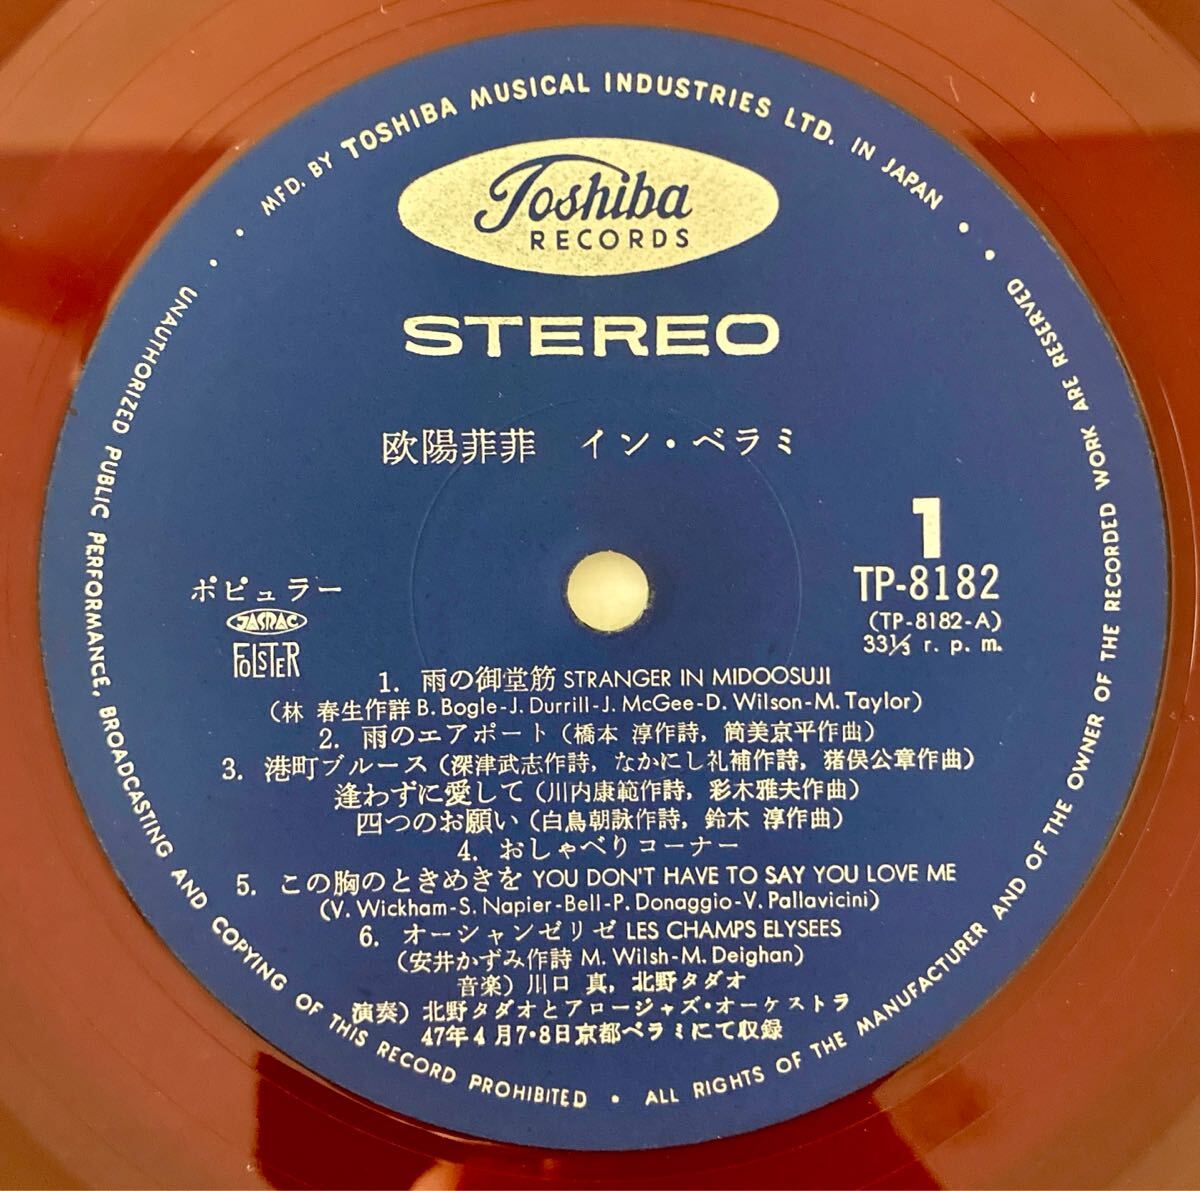 MFD. BY TOSHIBA MUSICAL INDUSTRIES LTD. IN JAPAN
Toshiba
RECORDS
STEREO
欧陽菲菲 イン・ベラミ
1
TP-8182
(TP-8182-A)
33⅓ r. p. m.
ポピュラー
JASRAC
FOLSTER
1. 雨の御堂筋 STRANGER IN MIDOOSUJI
(林 春生作詳 B. Bogle-J. Durrill-J. McGee-D. Wilson-M. Taylor)
2. 雨のエアポート (橋本 淳作詩, 筒美京平作曲)
3. 港町ブルース (深津武志作詩, なかにし礼補作詩, 猪俣公章作曲)
逢わずに愛して (川内康範作詩, 彩木雅夫作曲)
四つのお願い (白鳥朝詠作詩, 鈴木 淳作曲)
4. おしゃべりコーナー
5. この胸のときめきを YOU DON'T HAVE TO SAY YOU LOVE ME
(V. Wickham-S. Napier-Bell-P. Donaggio-V. Pallavicini)
6. オーシャンゼリゼ LES CHAMPS ELYSEES
(安井かずみ作詩 M. Wilsh-M. Deighan)
音楽) 川口 真, 北野タダオ
演奏) 北野タダオとアロージャズ・オーケストラ
47年4月7・8日京都ベラミにて収録
UNAUTHORIZED PUBLIC PERFORMANCE, BROADCASTING AND COPYING OF THIS RECORD PROHIBITED • ALL RIGHTS OF THE MANUFACTURER AND OF THE OWNER OF THE RECORDED WORK ARE RESERVED